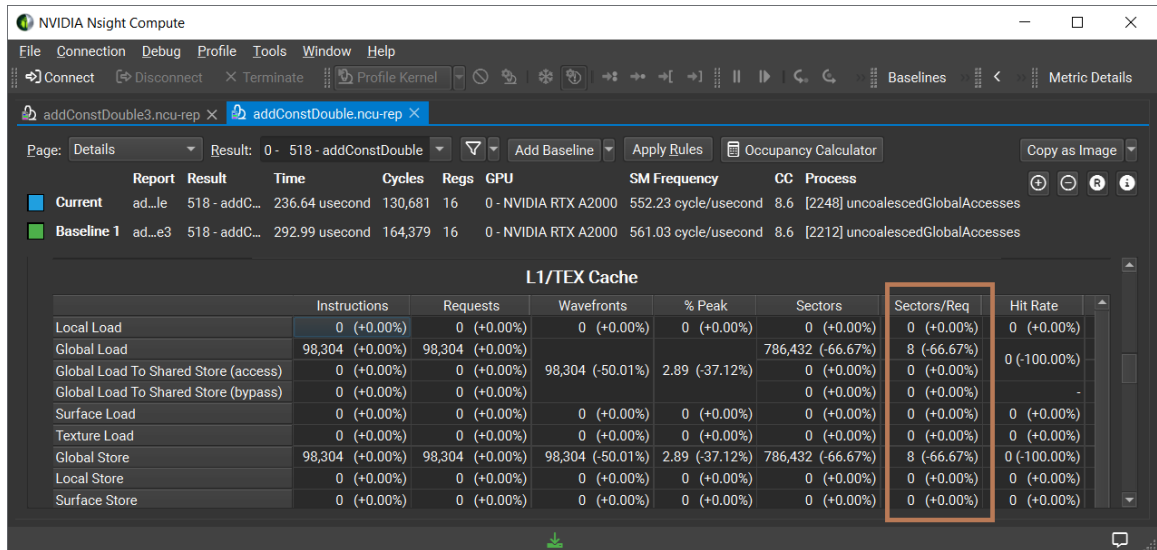 NVIDIA Nsight Compute
File Connection Debug Profile Tools Window Help
Connect Disconnect Terminate Profile Kernel Baselines Metric Details
addConstDouble3.ncu-rep addConstDouble.ncu-rep
Page: Details Result: 0 - 518 - addConstDouble Add Baseline Apply Rules Occupancy Calculator Copy as Image
Report Result Time Cycles Regs GPU SM Frequency CC Process
Current ad...le 518 - addC... 236.64 usecond 130,681 16 0 - NVIDIA RTX A2000 552.23 cycle/usecond 8.6 [2248] uncoalescedGlobalAccesses
Baseline 1 ad...e3 518 - addC... 292.99 usecond 164,379 16 0 - NVIDIA RTX A2000 561.03 cycle/usecond 8.6 [2212] uncoalescedGlobalAccesses
L1/TEX Cache
Instructions Requests Wavefronts % Peak Sectors Sectors/Req Hit Rate
Local Load 0 (+0.00%) 0 (+0.00%) 0 (+0.00%) 0 (+0.00%) 0 (+0.00%) 0 (+0.00%) 0 (+0.00%)
Global Load 98,304 (+0.00%) 98,304 (+0.00%) 786,432 (-66.67%) 8 (-66.67%) 0 (-100.00%)
Global Load To Shared Store (access) 0 (+0.00%) 0 (+0.00%) 98,304 (-50.01%) 2.89 (-37.12%) 0 (+0.00%) 0 (+0.00%)
Global Load To Shared Store (bypass) 0 (+0.00%) 0 (+0.00%) 0 (+0.00%) 0 (+0.00%) -
Surface Load 0 (+0.00%) 0 (+0.00%) 0 (+0.00%) 0 (+0.00%) 0 (+0.00%) 0 (+0.00%) 0 (+0.00%)
Texture Load 0 (+0.00%) 0 (+0.00%) 0 (+0.00%) 0 (+0.00%) 0 (+0.00%) 0 (+0.00%) 0 (+0.00%)
Global Store 98,304 (+0.00%) 98,304 (+0.00%) 98,304 (-50.01%) 2.89 (-37.12%) 786,432 (-66.67%) 8 (-66.67%) 0 (-100.00%)
Local Store 0 (+0.00%) 0 (+0.00%) 0 (+0.00%) 0 (+0.00%) 0 (+0.00%) 0 (+0.00%) 0 (+0.00%)
Surface Store 0 (+0.00%) 0 (+0.00%) 0 (+0.00%) 0 (+0.00%) 0 (+0.00%) 0 (+0.00%) 0 (+0.00%)